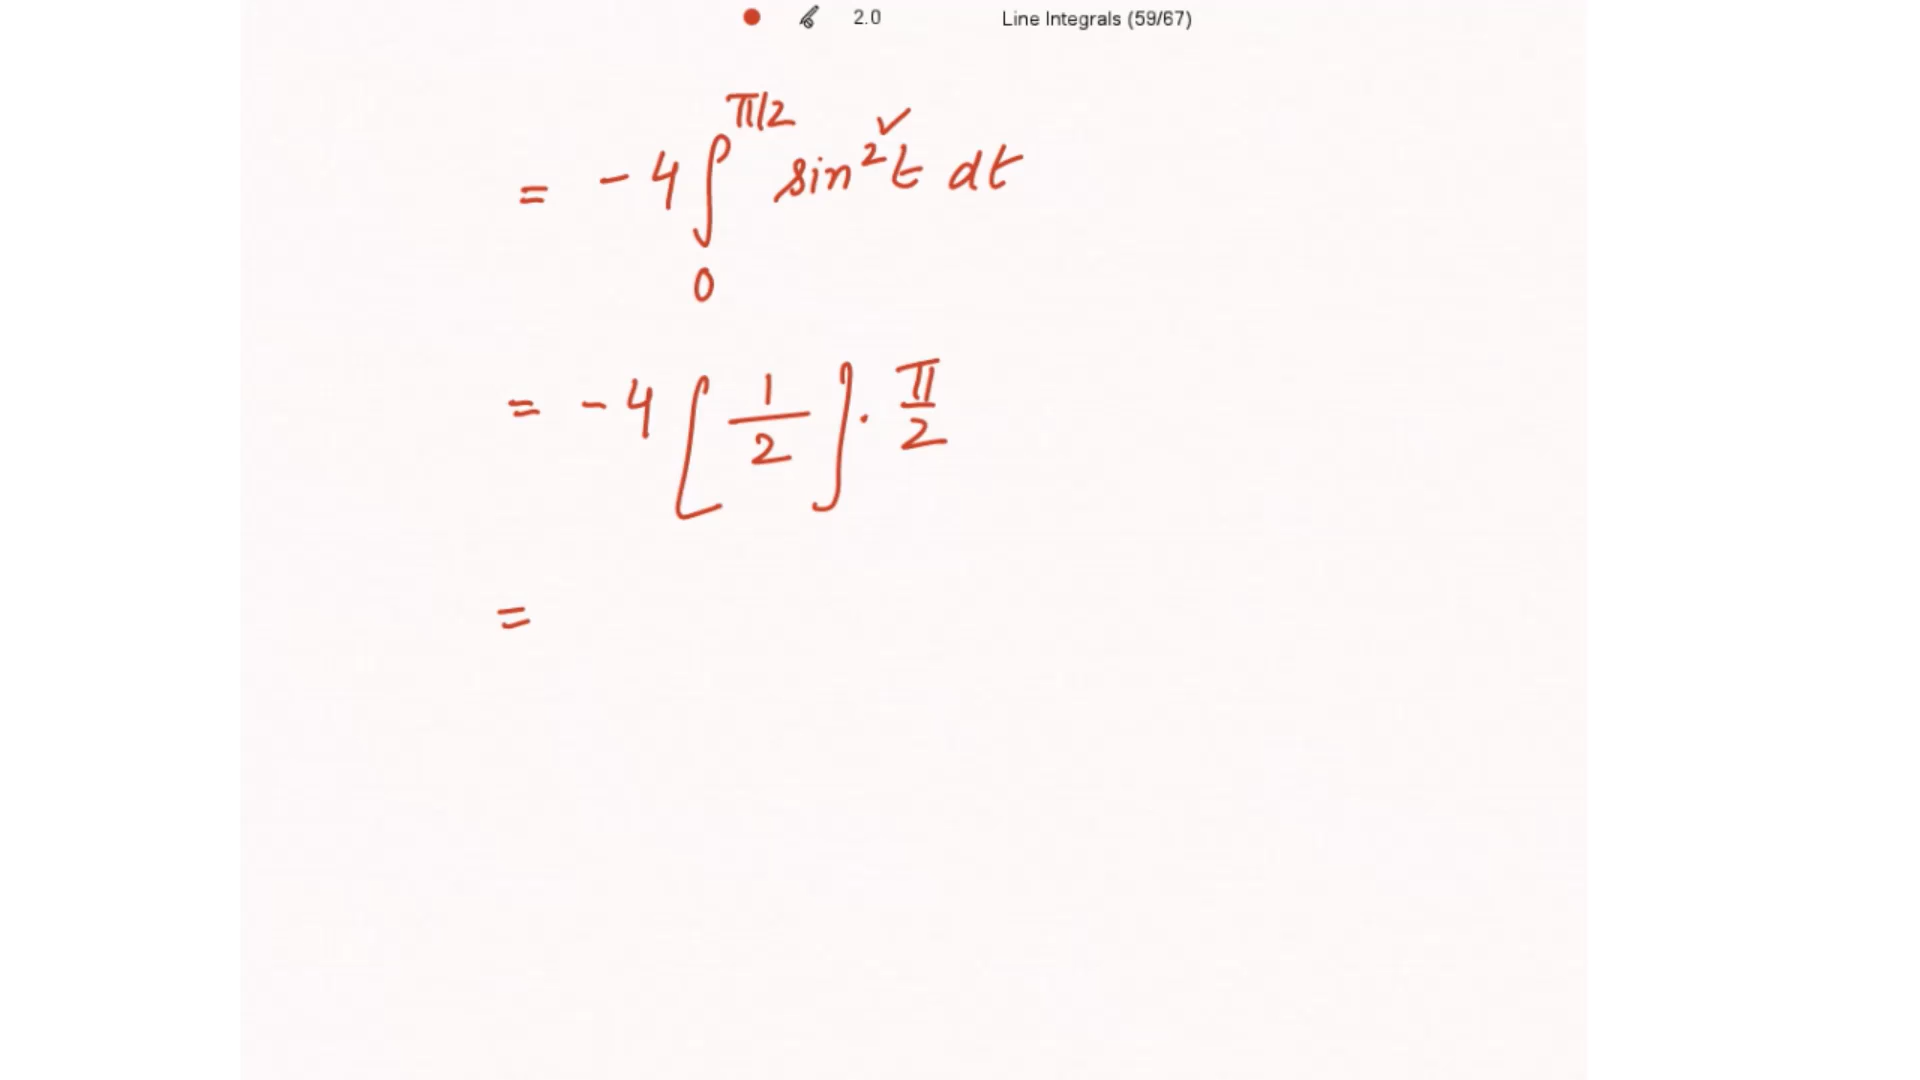 2.0 Line Integrals (59/67)
= -4 ∫₀^{π/2} sin²t dt ✓
= -4 [1/2] · π/2
=